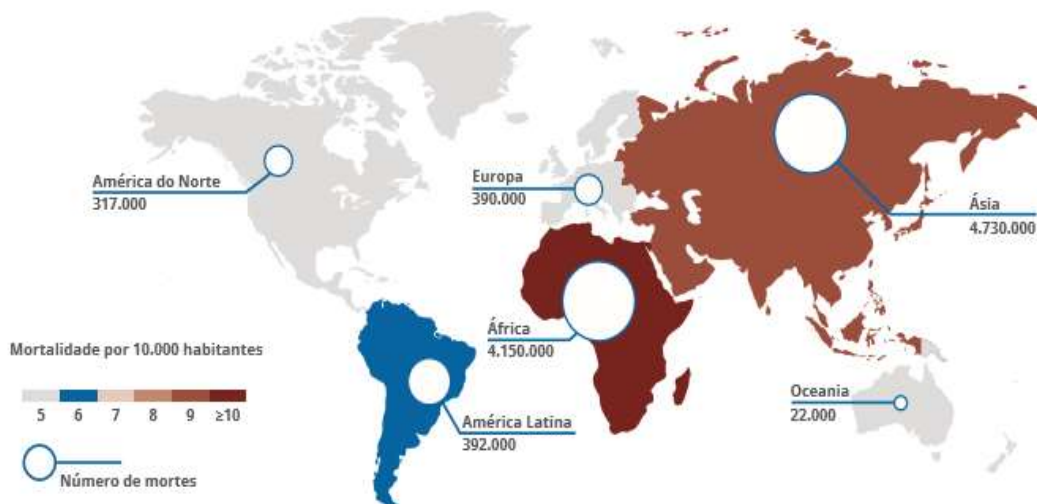 América do Norte
317.000
Europa
390.000
Ásia
4.730.000
África
4.150.000
Mortalidade por 10.000 habitantes
5 6 7 8 9 ≥10
Oceania
22.000
América Latina
392.000
Número de mortes